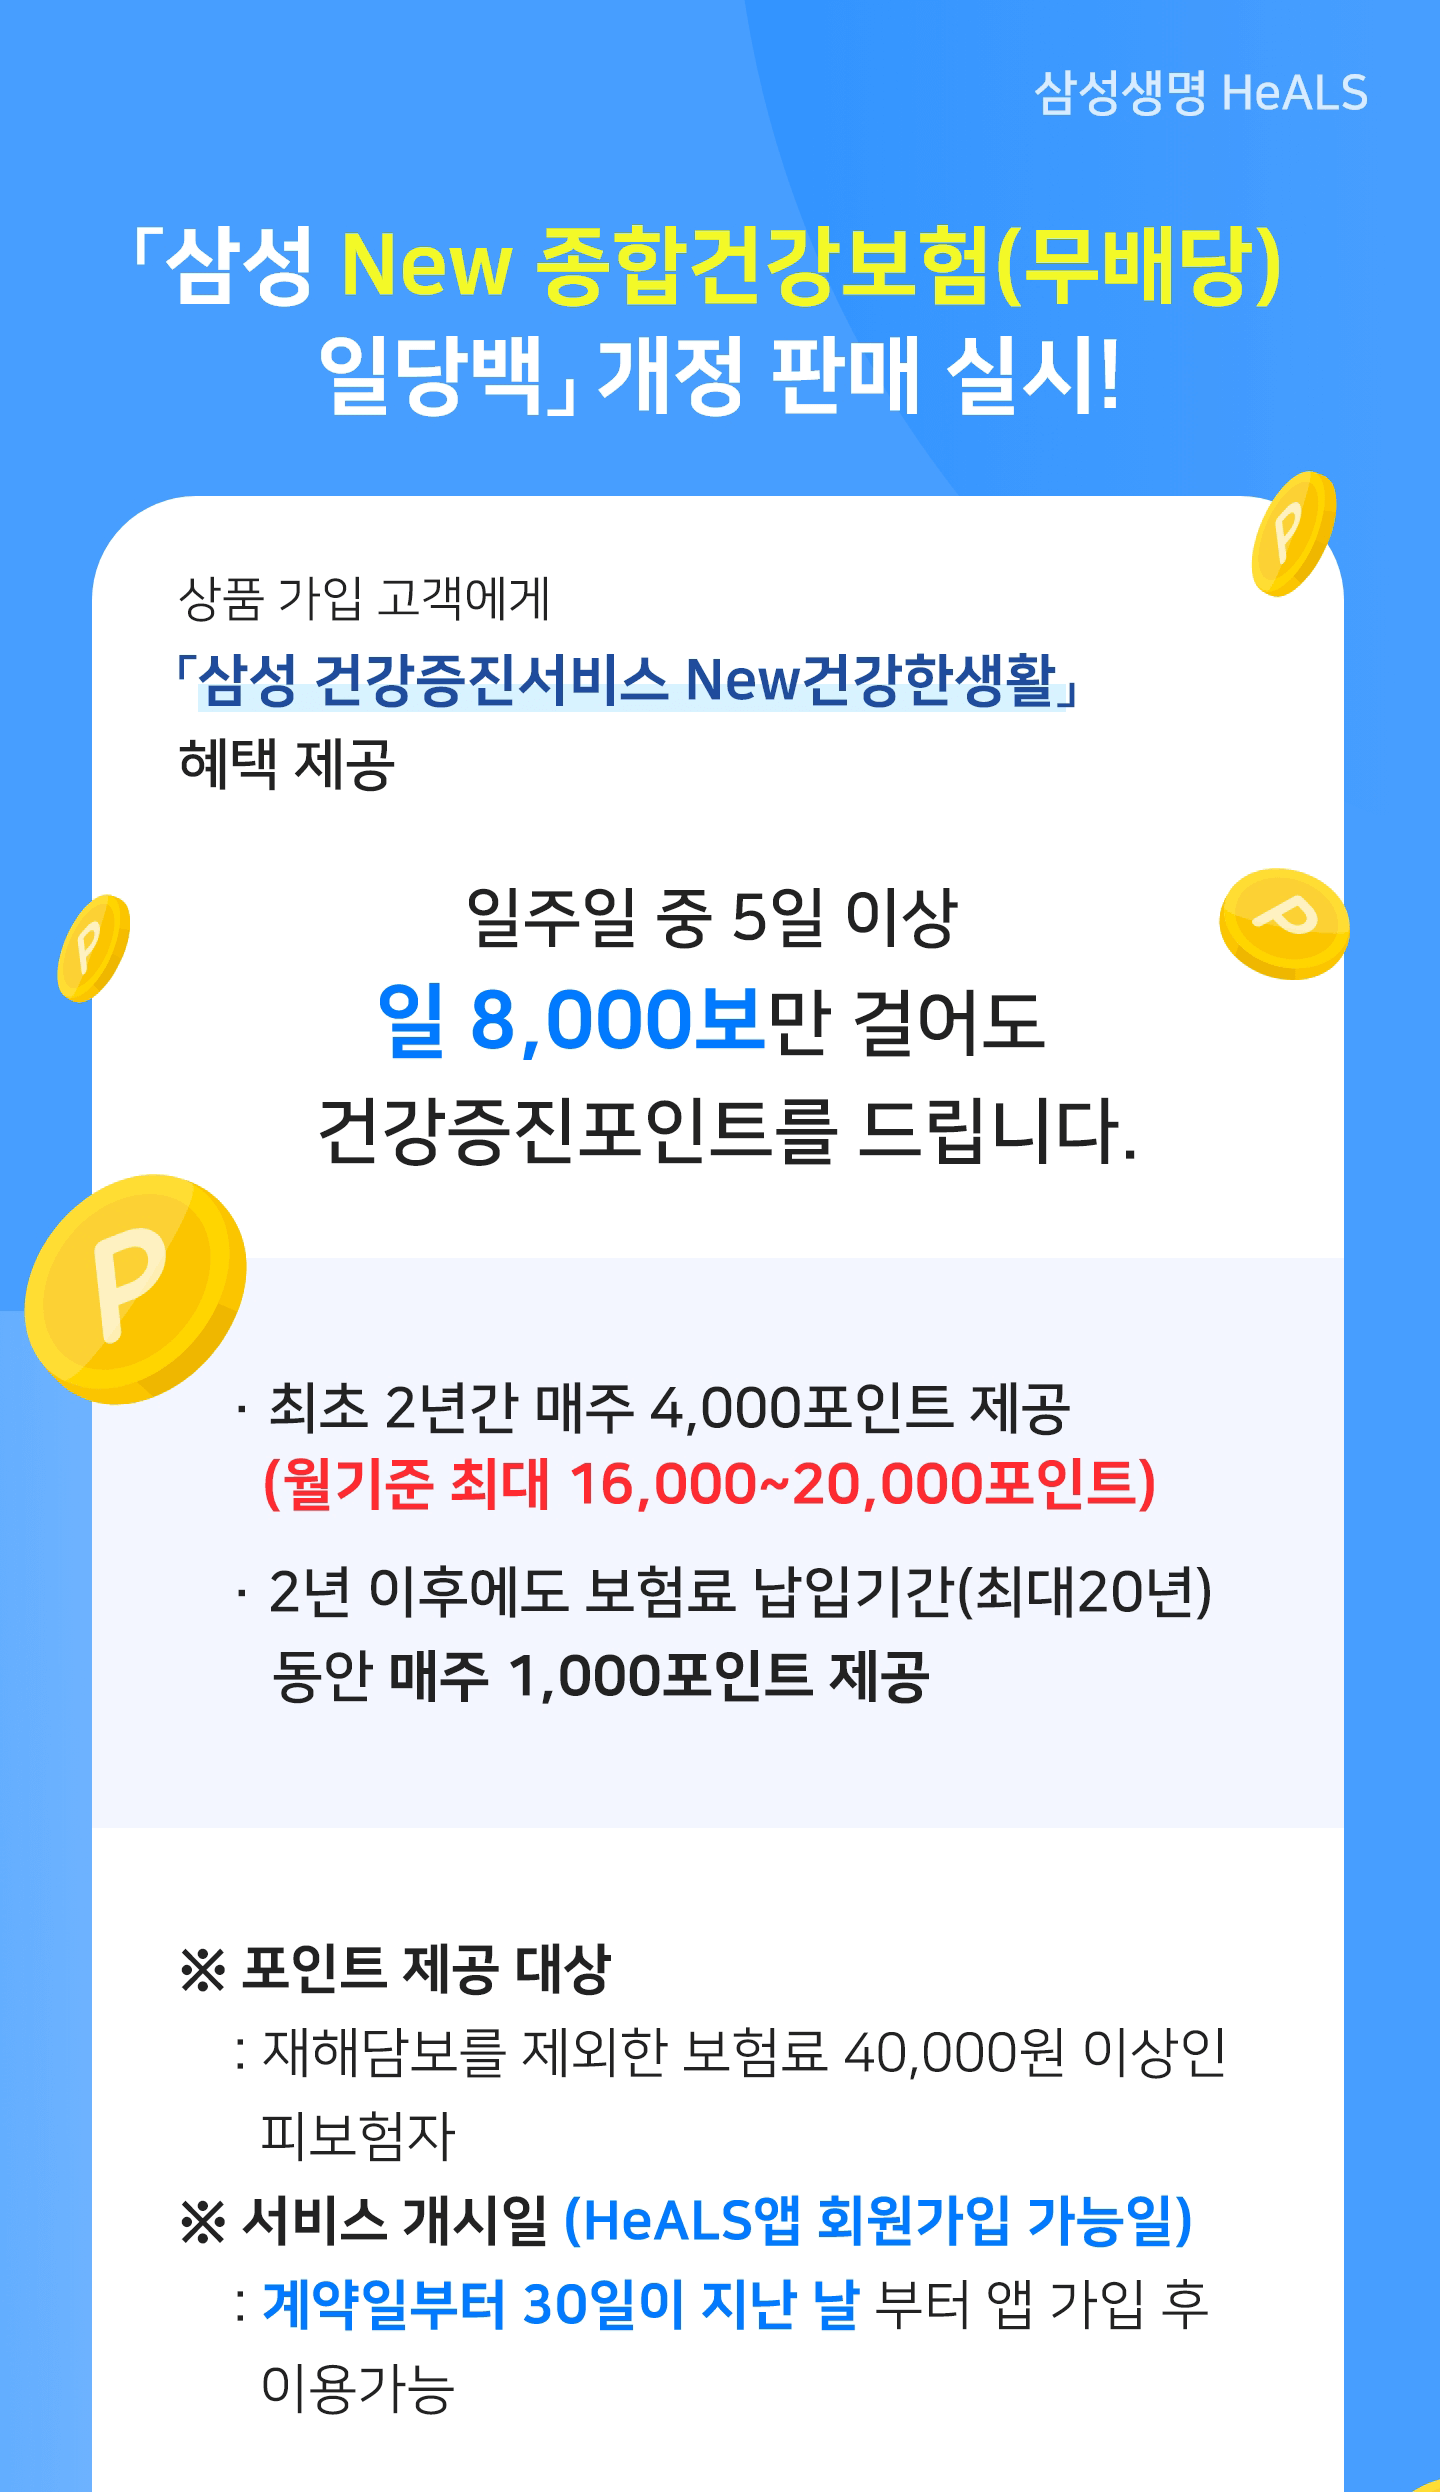 삼성생명 HeALS
「삼성 New 종합건강보험(무배당)
일당백」 개정 판매 실시!
상품 가입 고객에게
「삼성 건강증진서비스 New건강한생활」
혜택 제공
일주일 중 5일 이상
일 8,000보만 걸어도
건강증진포인트를 드립니다.
· 최초 2년간 매주 4,000포인트 제공
(월기준 최대 16,000~20,000포인트)
· 2년 이후에도 보험료 납입기간(최대20년)
동안 매주 1,000포인트 제공
※ 포인트 제공 대상
: 재해담보를 제외한 보험료 40,000원 이상인
피보험자
※ 서비스 개시일 (HeALS앱 회원가입 가능일)
: 계약일부터 30일이 지난 날 부터 앱 가입 후
이용가능
P
P
P
P